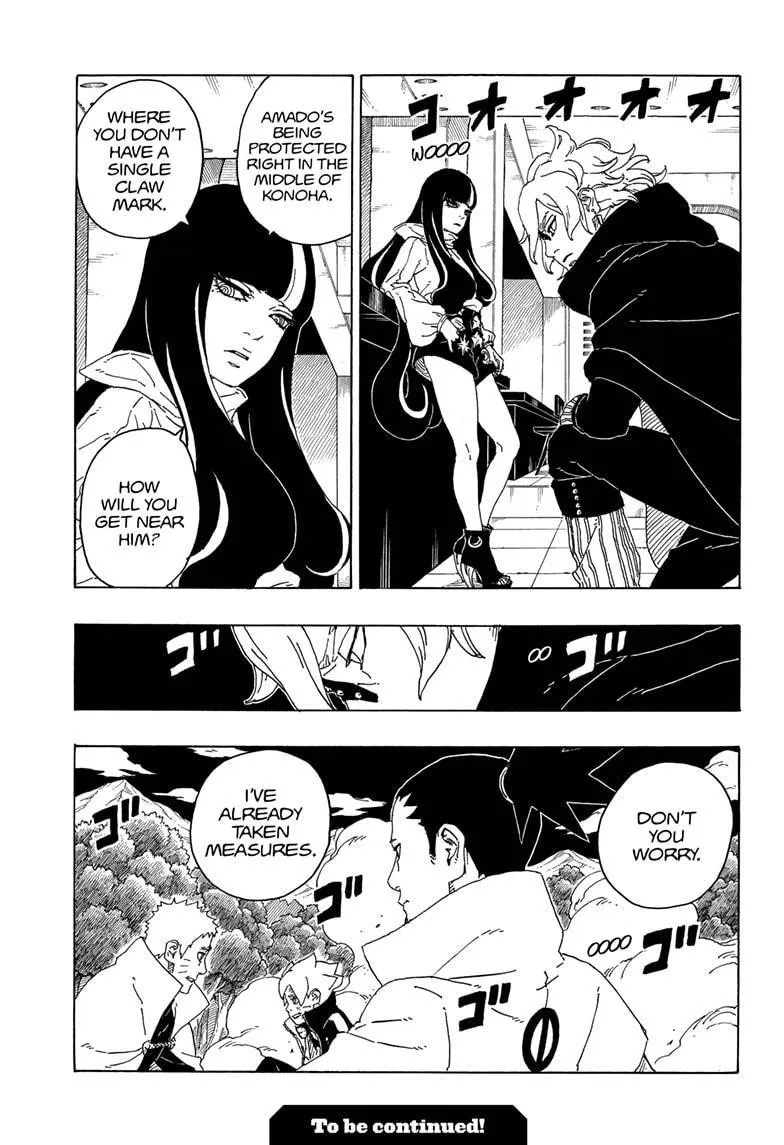 コオオオオ
WOOOO
AMADO'S
BEING
PROTECTED
RIGHT IN THE
MIDDLE OF
KONOHA.
WHERE
YOU DON'T
HAVE A
SINGLE
CLAW
MARK.
HOW
WILL YOU
GET NEAR
HIM?
OO
ゴ
ゴ
DON'T
YOU
WORRY.
I'VE
ALREADY
TAKEN
MEASURES.
OOOO
ゴ
ゴ
ゴ
ゴ
To be continued!